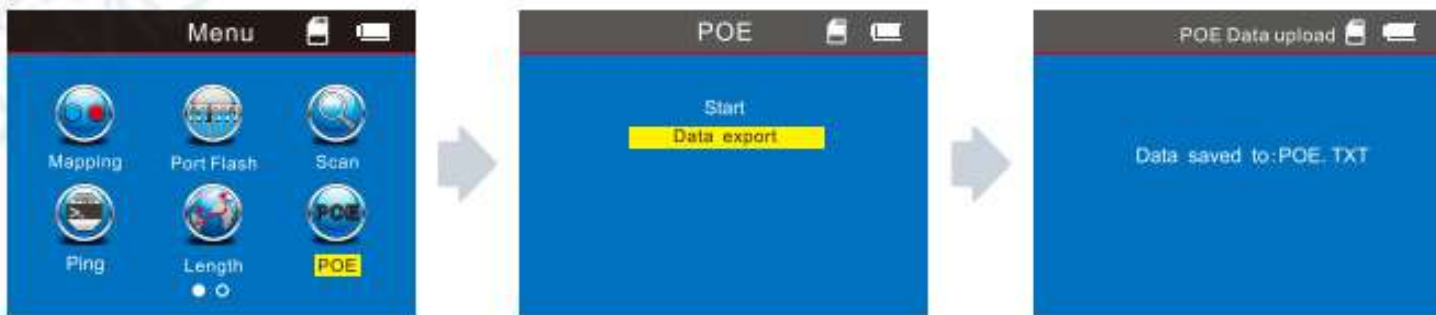 Menu
Mapping
Port Flash
Scan
POE
Ping
Length
POE
POE
Start
Data export
POE Data upload
Data saved to:POE. TXT